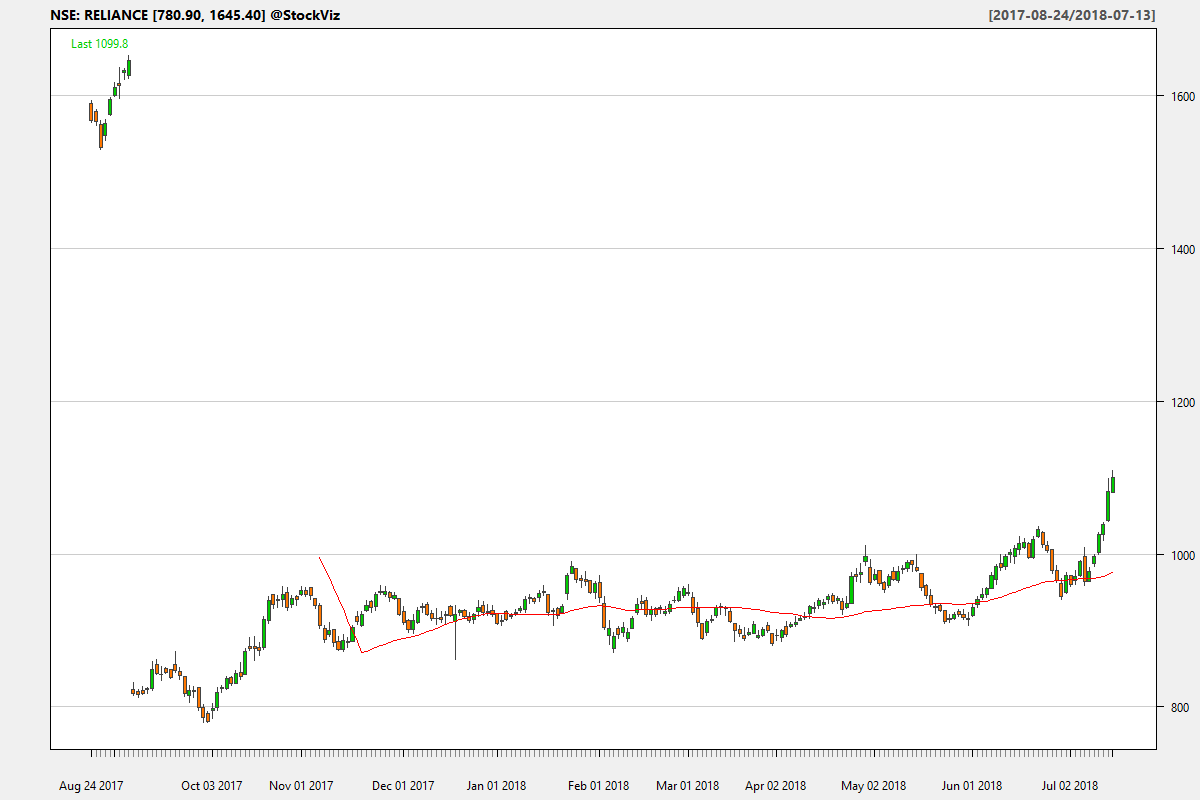 NSE: RELIANCE [780.90, 1645.40] @StockViz
[2017-08-24/2018-07-13]
Last 1099.8
1600
1400
1200
1000
800
Aug 24 2017 Oct 03 2017 Nov 01 2017 Dec 01 2017 Jan 01 2018 Feb 01 2018 Mar 01 2018 Apr 02 2018 May 02 2018 Jun 01 2018 Jul 02 2018